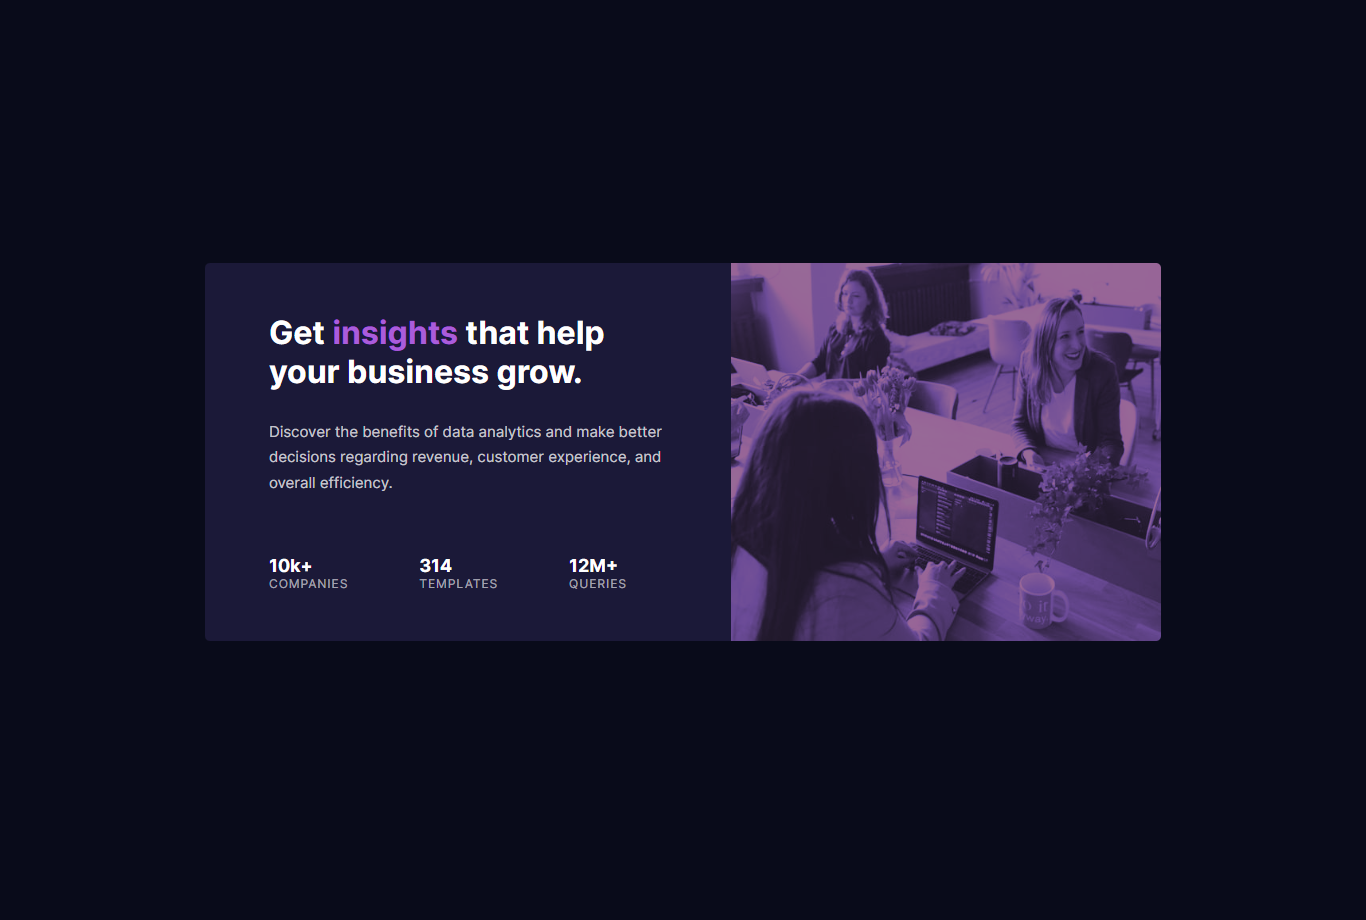 Get insights that help
your business grow.
Discover the benefits of data analytics and make better
decisions regarding revenue, customer experience, and
overall efficiency.
10k+ 314 12M+
COMPANIES TEMPLATES QUERIES